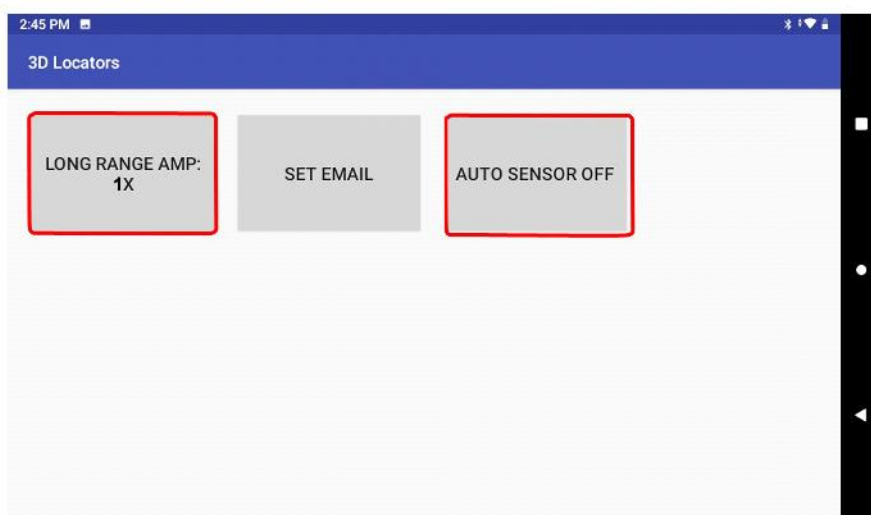 2:45 PM
3D Locators
LONG RANGE AMP:
1X
SET EMAIL
AUTO SENSOR OFF